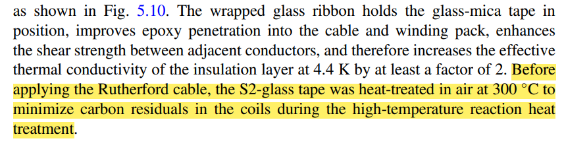 as shown in Fig. 5.10. The wrapped glass ribbon holds the glass-mica tape in
position, improves epoxy penetration into the cable and winding pack, enhances
the shear strength between adjacent conductors, and therefore increases the effective
thermal conductivity of the insulation layer at 4.4 K by at least a factor of 2. Before
applying the Rutherford cable, the S2-glass tape was heat-treated in air at 300 °C to
minimize carbon residuals in the coils during the high-temperature reaction heat
treatment.